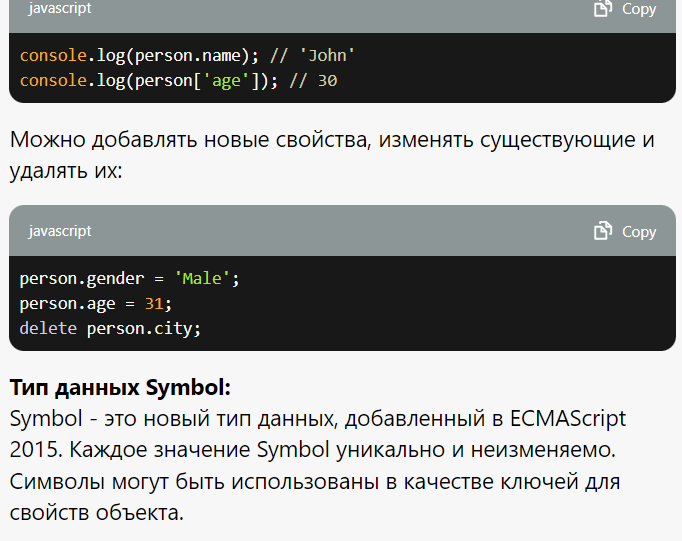 javascript Copy
console.log(person.name); // 'John'
console.log(person['age']); // 30
Можно добавлять новые свойства, изменять существующие и
удалять их:
javascript Copy
person.gender = 'Male';
person.age = 31;
delete person.city;
Тип данных Symbol:
Symbol - это новый тип данных, добавленный в ECMAScript
2015. Каждое значение Symbol уникально и неизменяемо.
Символы могут быть использованы в качестве ключей для
свойств объекта.